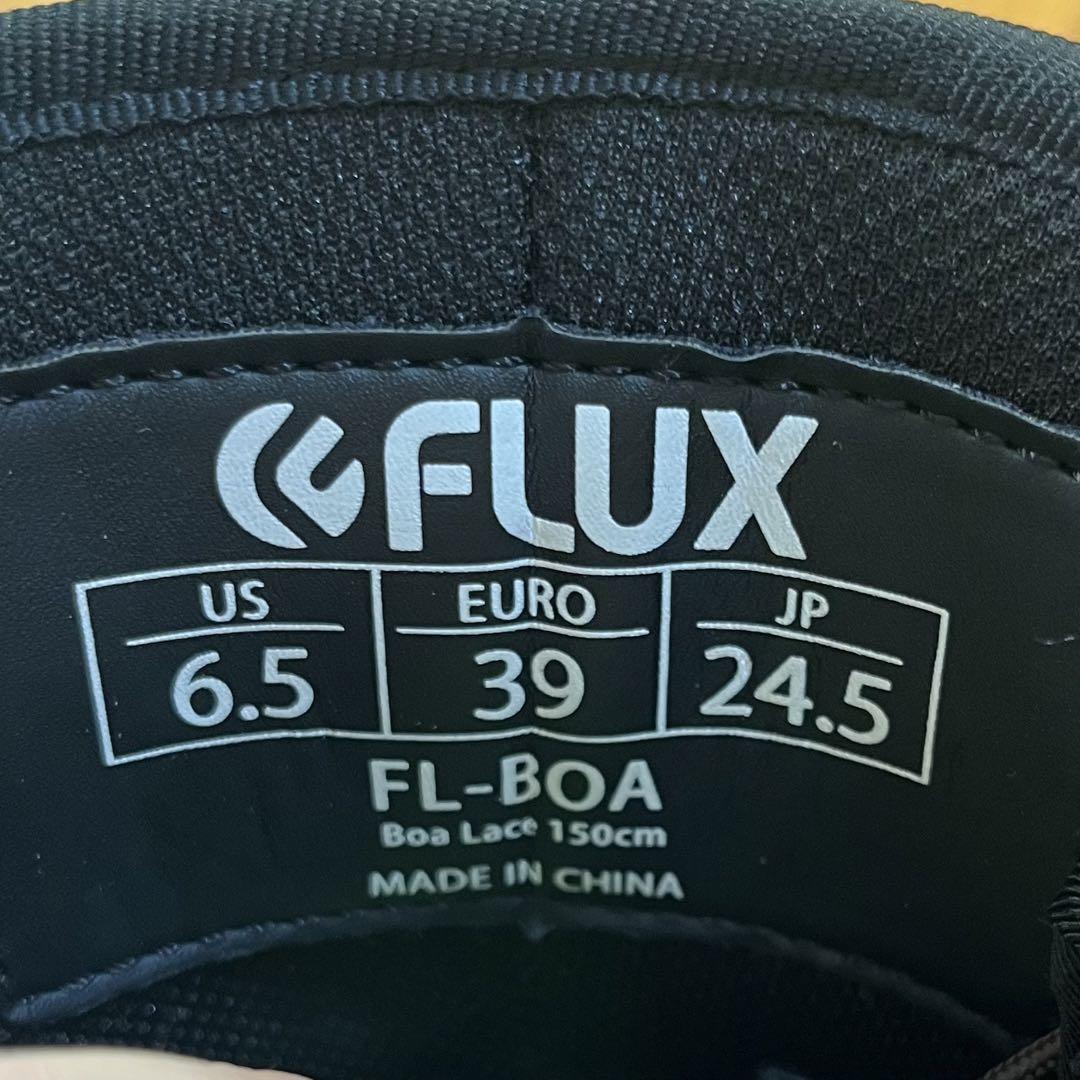 FLUX
US EURO JP
6.5 39 24.5
FL-BOA
Boa Lace 150cm
MADE IN CHINA